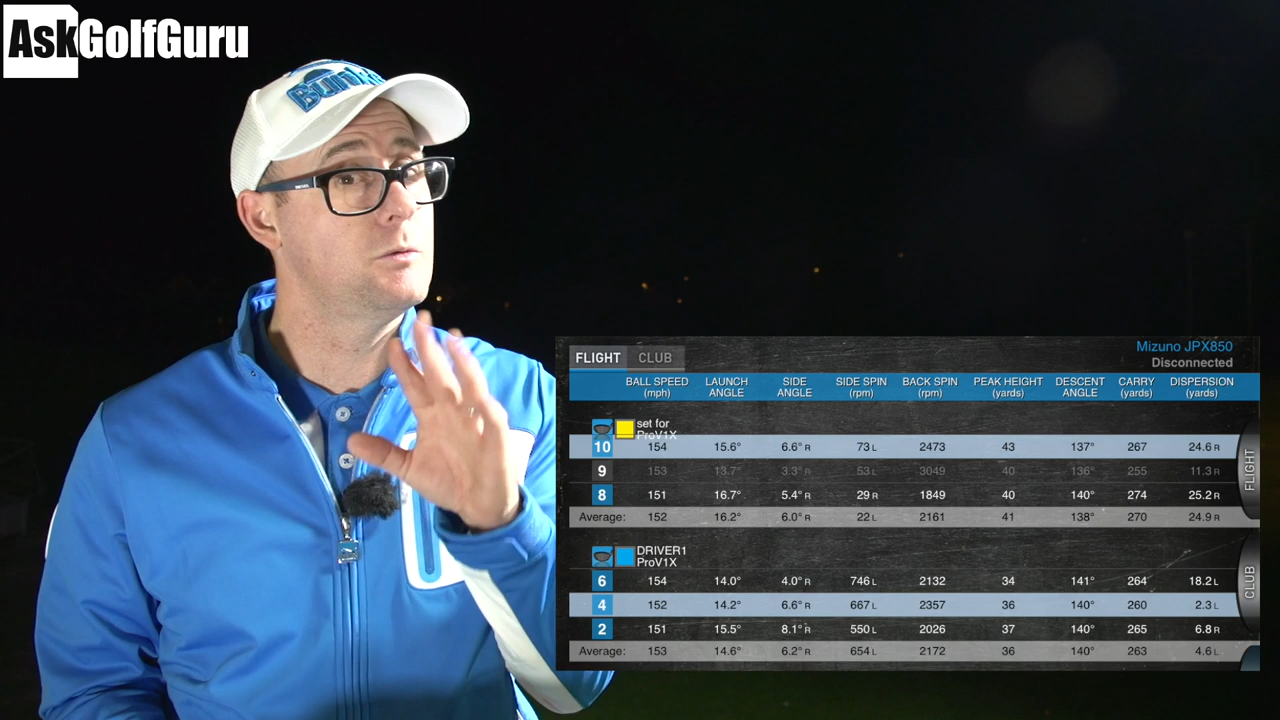 AskGolfGuru
Mizuno JPX850
FLIGHT CLUB Disconnected
BALL SPEED (mph) LAUNCH ANGLE SIDE ANGLE SIDE SPIN (rpm) BACK SPIN (rpm) PEAK HEIGHT (yards) DESCENT ANGLE CARRY (yards) DISPERSION (yards)
set for
ProV1X
10 154 15.6° 6.6° R 73 L 2473 43 137° 267 24.6 R
9 153 13.7° 3.3° R 53 L 3049 40 136° 255 11.3 R
8 151 16.7° 5.4° R 29 R 1849 40 140° 274 25.2 R
Average: 152 16.2° 6.0° R 22 L 2161 41 138° 270 24.9 R
FLIGHT
DRIVER1
ProV1X
6 154 14.0° 4.0° R 746 L 2132 34 141° 264 18.2 L
4 152 14.2° 6.6° R 667 L 2357 36 140° 260 2.3 L
2 151 15.5° 8.1° R 550 L 2026 37 140° 265 6.8 R
Average: 153 14.6° 6.2° R 654 L 2172 36 140° 263 4.6 L
CLUB